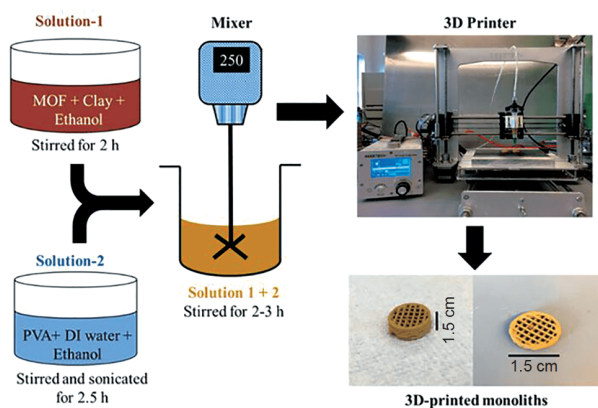 Solution-1
MOF + Clay +
Ethanol
Stirred for 2 h
Solution-2
PVA+ DI water +
Ethanol
Stirred and sonicated
for 2.5 h
Mixer
250
Solution 1 + 2
Stirred for 2-3 h
3D Printer
1.5 cm
1.5 cm
3D-printed monoliths